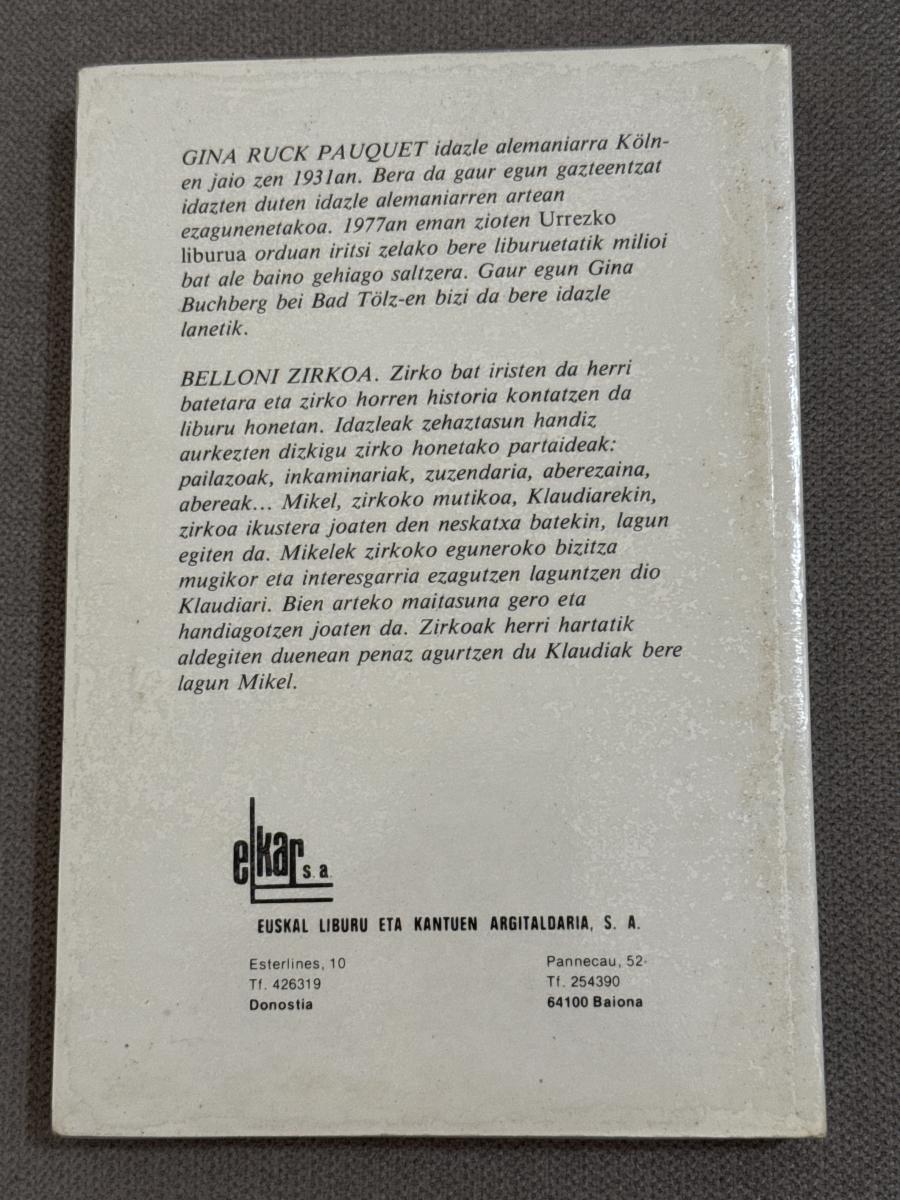 GINA RUCK PAUQUET idazle alemaniarra Köln-
en jaio zen 1931an. Bera da gaur egun gazteentzat
idazten duten idazle alemaniarren artean
ezagunenetakoa. 1977an eman zioten Urrezko
liburua orduan iritsi zelako bere liburuetatik milioi
bat ale baino gehiago saltzera. Gaur egun Gina
Buchberg bei Bad Tölz-en bizi da bere idazle
lanetik.
BELLONI ZIRKOA. Zirko bat iristen da herri
batetara eta zirko horren historia kontatzen da
liburu honetan. Idazleak zehaztasun handiz
aurkezten dizkigu zirko honetako partaideak:
pailazoak, inkaminariak, zuzendaria, aberezaina,
abereak... Mikel, zirkoko mutikoa, Klaudiarekin,
zirkoa ikustera joaten den neskatxa batekin, lagun
egiten da. Mikelek zirkoko eguneroko bizitza
mugikor eta interesgarria ezagutzen laguntzen dio
Klaudiari. Bien arteko maitasuna gero eta
handiagotzen joaten da. Zirkoak herri hartatik
aldegiten duenean penaz agurtzen du Klaudiak bere
lagun Mikel.
elkar s.a.
EUSKAL LIBURU ETA KANTUEN ARGITALDARIA, S. A.
Esterlines, 10
Tf. 426319
Donostia
Pannecau, 52
Tf. 254390
64100 Baiona